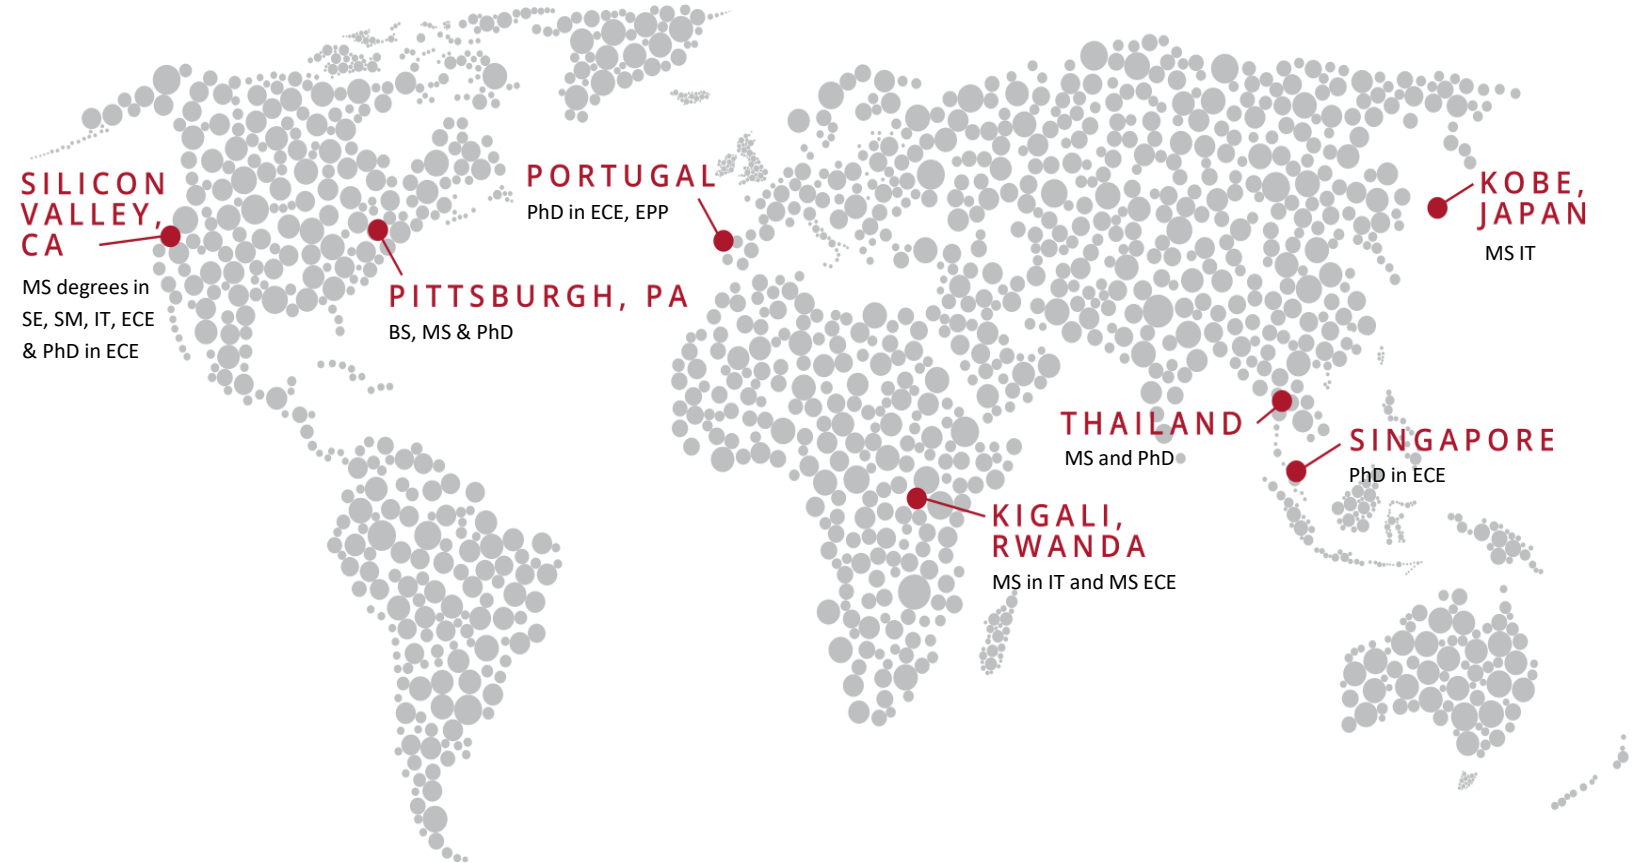 SILICON
VALLEY,
CA
MS degrees in
SE, SM, IT, ECE
& PhD in ECE
PITTSBURGH, PA
BS, MS & PhD
PORTUGAL
PhD in ECE, EPP
KIGALI,
RWANDA
MS in IT and MS ECE
THAILAND
MS and PhD
SINGAPORE
PhD in ECE
KOBE,
JAPAN
MS IT